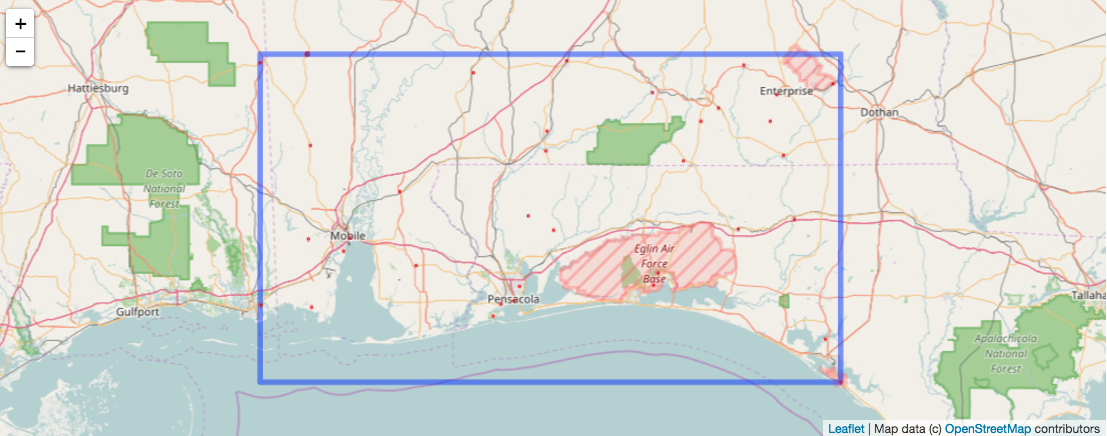 +
−
Hattiesburg
Enterprise
Dothan
De Soto
National
Forest
Mobile
Eglin Air
Force
Base
Pensacola
Gulfport
Tallaha
Apalachicola
National
Forest
Leaflet | Map data (c) OpenStreetMap contributors